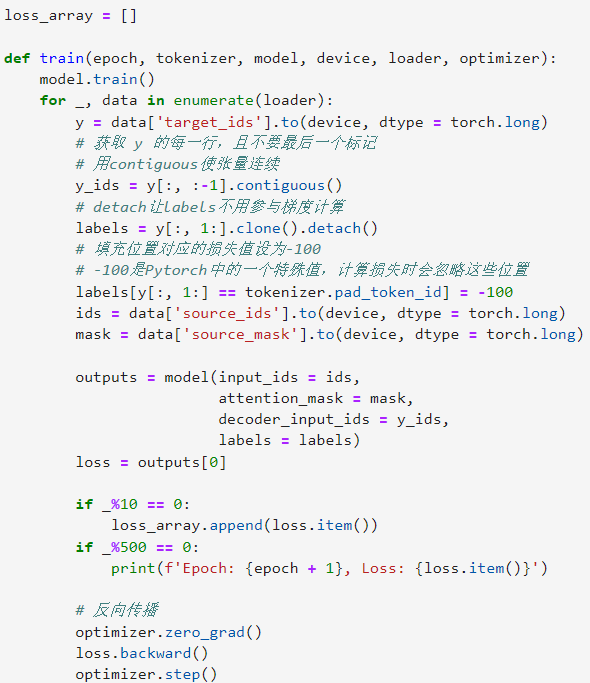 loss_array = []

def train(epoch, tokenizer, model, device, loader, optimizer):
    model.train()
    for _, data in enumerate(loader):
        y = data['target_ids'].to(device, dtype = torch.long)
        # 获取 y 的每一行，且不要最后一个标记
        # 用contiguous使张量连续
        y_ids = y[:, :-1].contiguous()
        # detach让labels不用参与梯度计算
        labels = y[:, 1:].clone().detach()
        # 填充位置对应的损失值设为-100
        # -100是Pytorch中的一个特殊值，计算损失时会忽略这些位置
        labels[y[:, 1:] == tokenizer.pad_token_id] = -100
        ids = data['source_ids'].to(device, dtype = torch.long)
        mask = data['source_mask'].to(device, dtype = torch.long)

        outputs = model(input_ids = ids,
                        attention_mask = mask,
                        decoder_input_ids = y_ids,
                        labels = labels)
        loss = outputs[0]

        if _%10 == 0:
            loss_array.append(loss.item())
        if _%500 == 0:
            print(f'Epoch: {epoch + 1}, Loss: {loss.item()}')

        # 反向传播
        optimizer.zero_grad()
        loss.backward()
        optimizer.step()